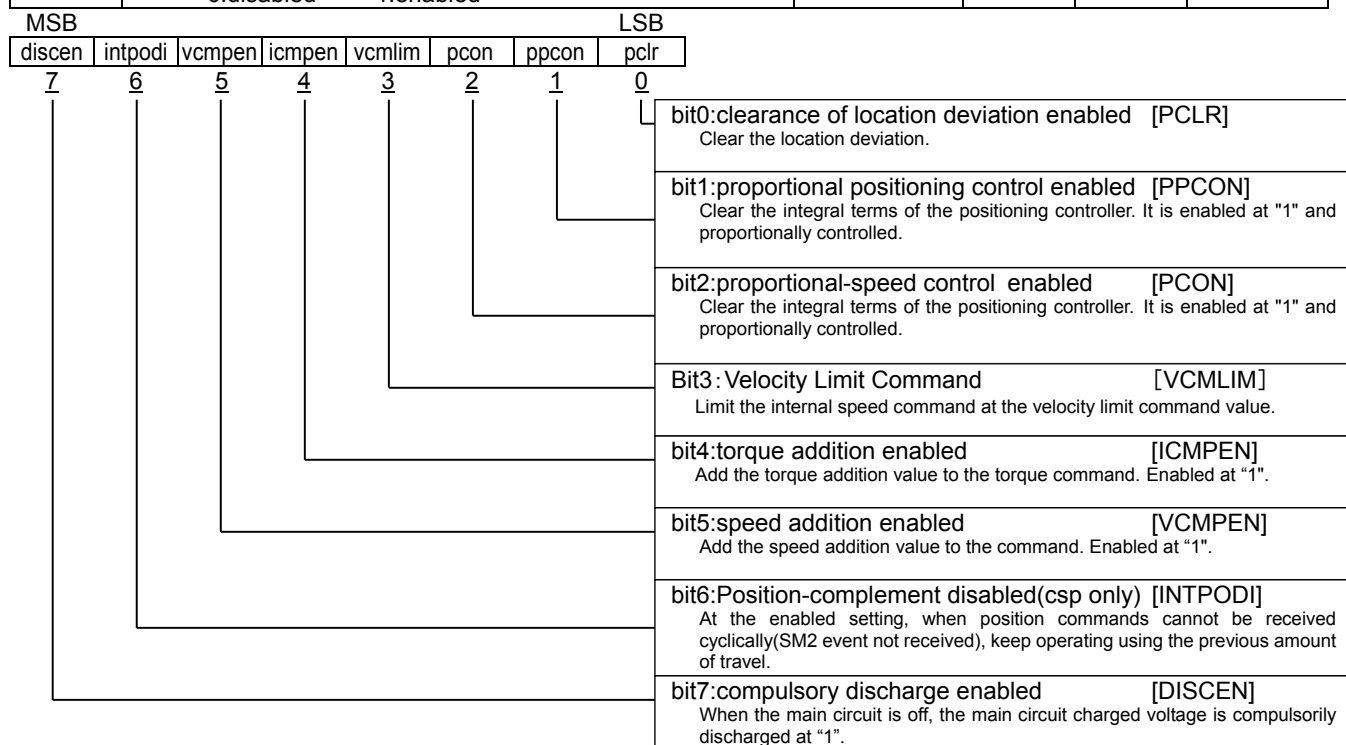 0:disabled 1:enabled
MSB LSB
discen intpodi vcmpen icmpen vcmlim pcon ppcon pclr
7 6 5 4 3 2 1 0
bit0:clearance of location deviation enabled [PCLR]
Clear the location deviation.
bit1:proportional positioning control enabled [PPCON]
Clear the integral terms of the positioning controller. It is enabled at "1" and
proportionally controlled.
bit2:proportional-speed control enabled [PCON]
Clear the integral terms of the positioning controller. It is enabled at "1" and
proportionally controlled.
Bit3：Velocity Limit Command ［VCMLIM］
Limit the internal speed command at the velocity limit command value.
bit4:torque addition enabled [ICMPEN]
Add the torque addition value to the torque command. Enabled at “1".
bit5:speed addition enabled [VCMPEN]
Add the speed addition value to the command. Enabled at “1".
bit6:Position-complement disabled(csp only) [INTPODI]
At the enabled setting, when position commands cannot be received
cyclically(SM2 event not received), keep operating using the previous amount
of travel.
bit7:compulsory discharge enabled [DISCEN]
When the main circuit is off, the main circuit charged voltage is compulsorily
discharged at “1”.